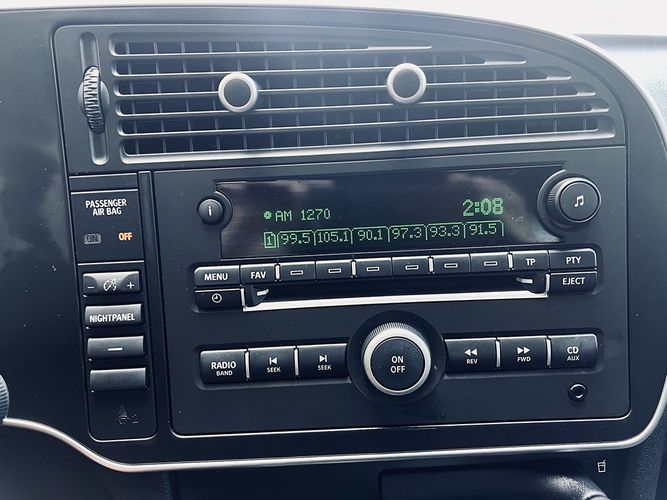 PASSENGER
AIR BAG
ON OFF
i
AM 1270 2:08
1 99.5 105.1 90.1 97.3 93.3 91.5
MENU FAV TP PTY
EJECT
- +
NIGHTPANEL
RADIO
BAND
SEEK
SEEK
ON
OFF
REV
FWD
CD
AUX
2